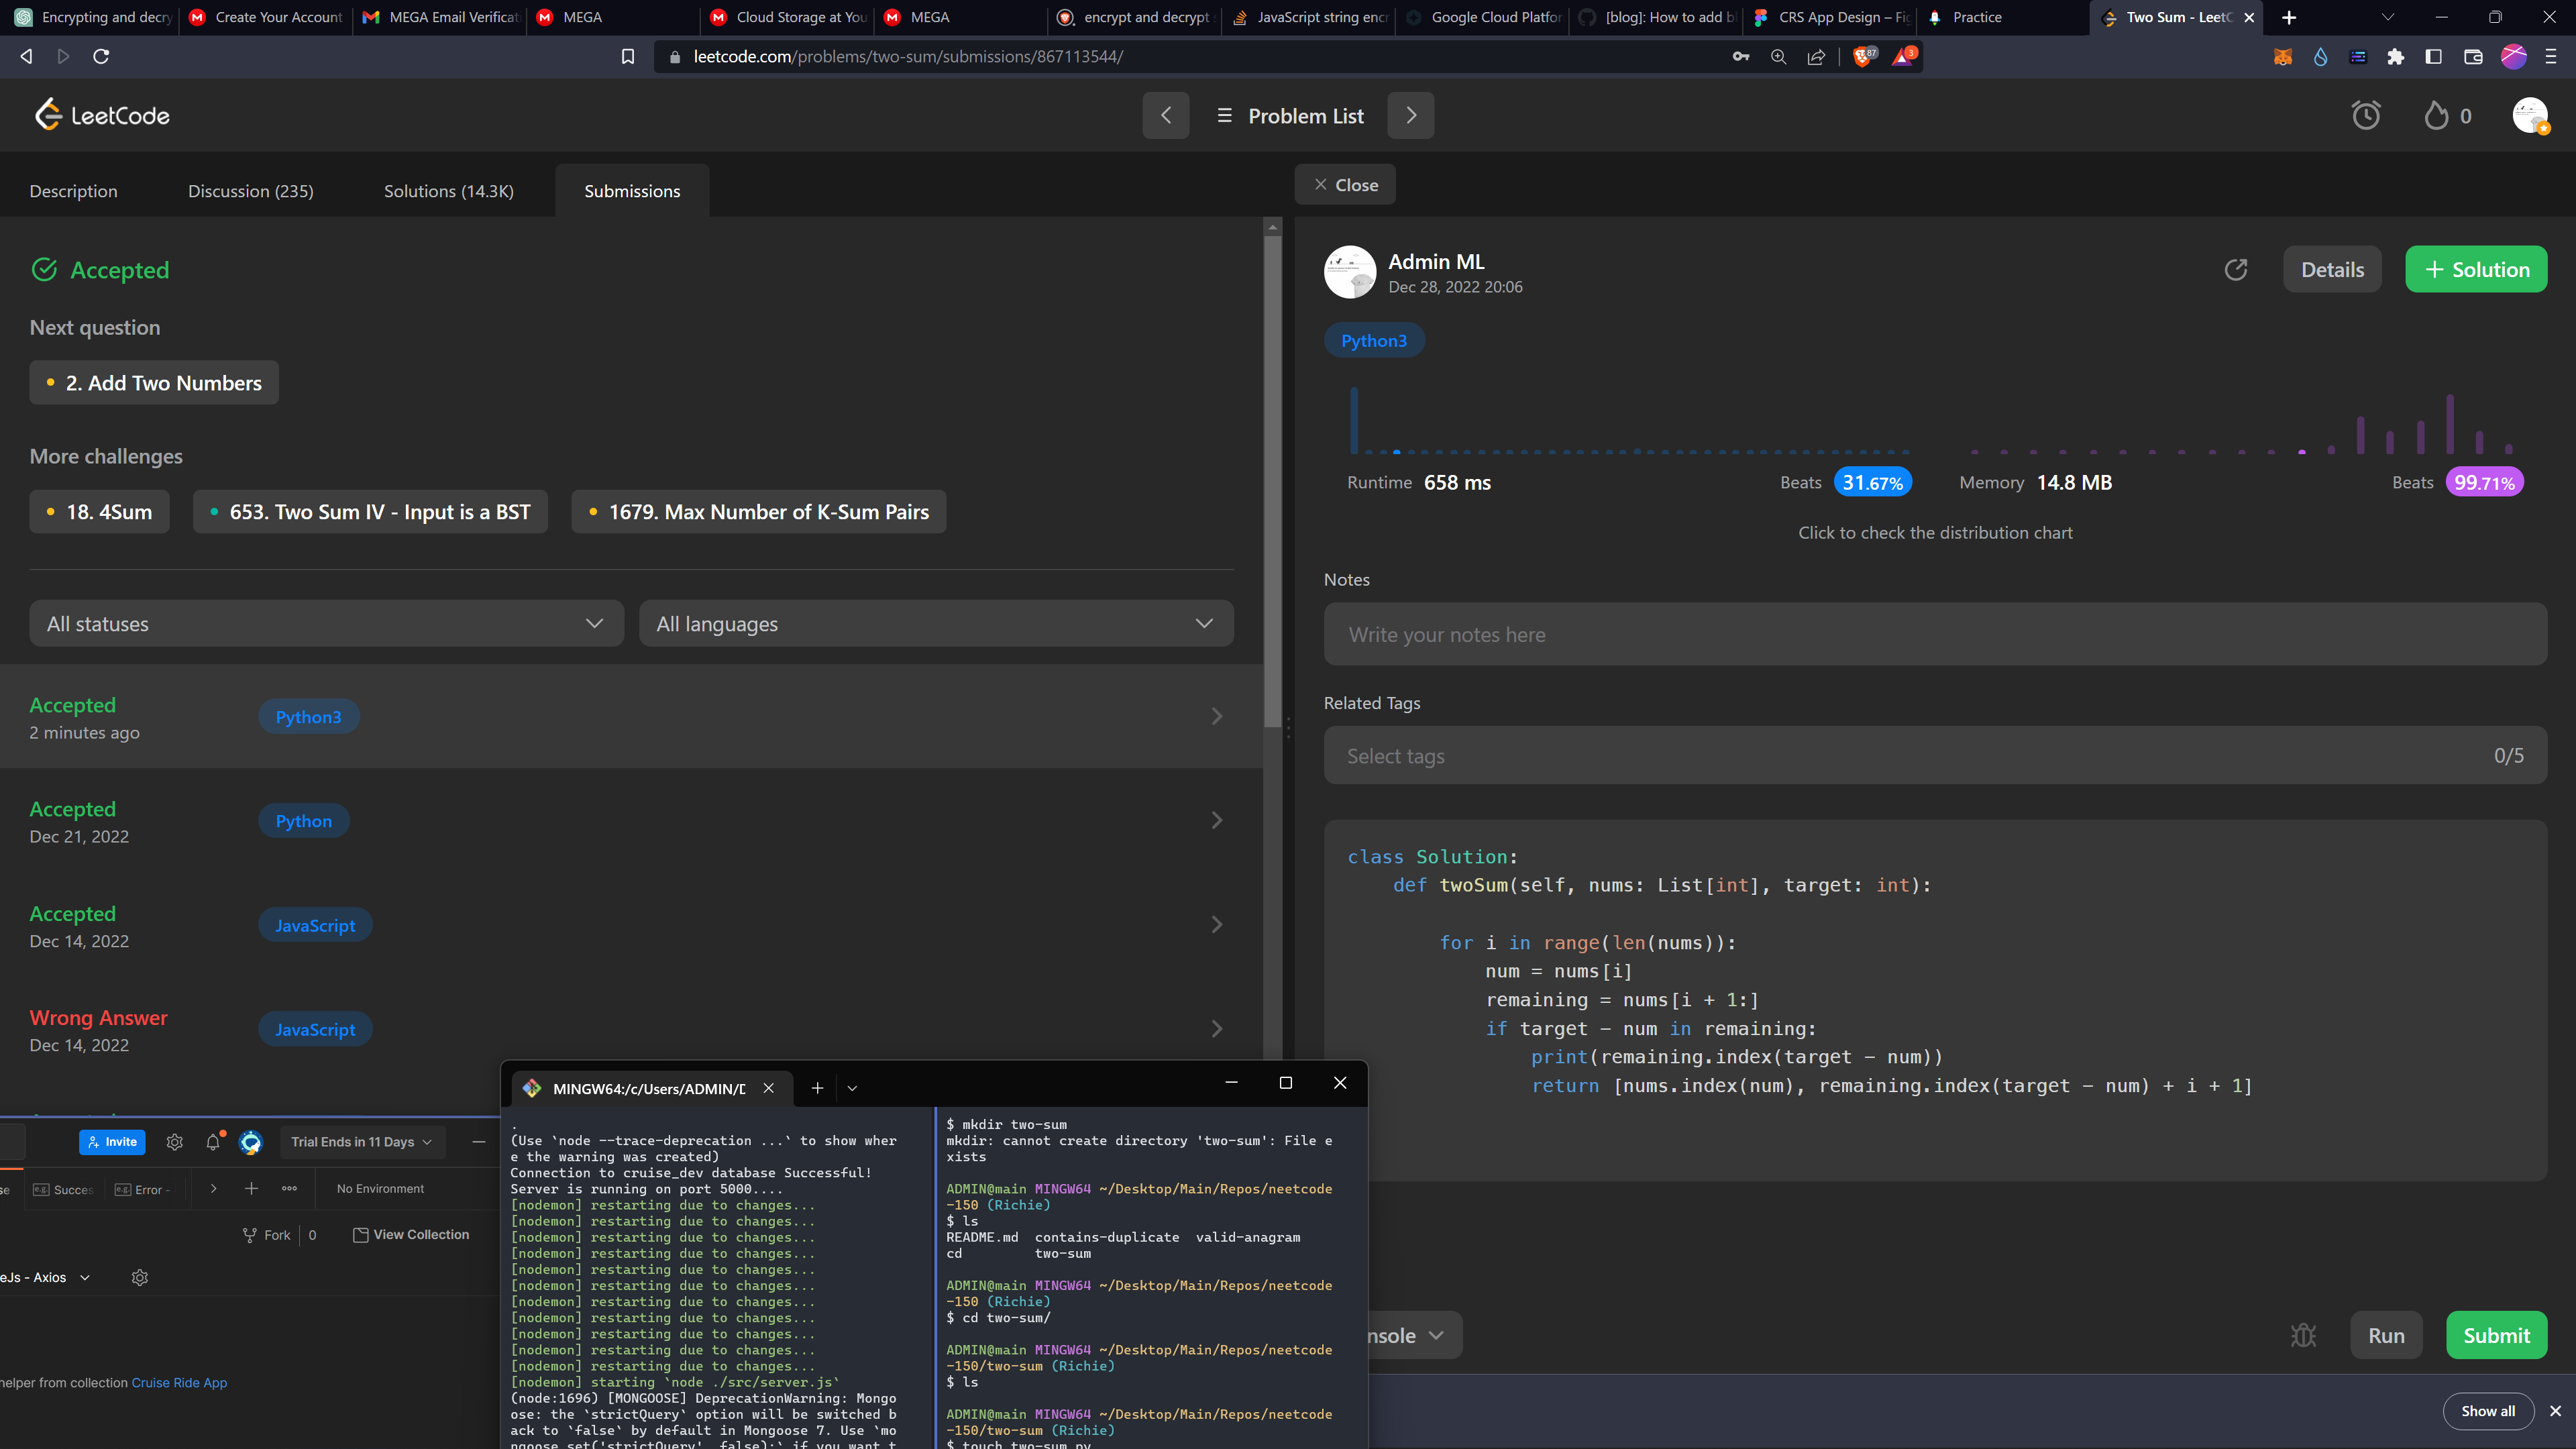 Encrypting and decry
Create Your Account
MEGA Email Verificat
MEGA
Cloud Storage at You
MEGA
encrypt and decrypt s
JavaScript string encr
Google Cloud Platfor
[blog]: How to add b
CRS App Design – Fig
Practice
Two Sum - LeetC
leetcode.com/problems/two-sum/submissions/867113544/
87
3
LeetCode
Problem List
0
Description
Discussion (235)
Solutions (14.3K)
Submissions
Close
Accepted
Next question
2. Add Two Numbers
More challenges
18. 4Sum
653. Two Sum IV - Input is a BST
1679. Max Number of K-Sum Pairs
All statuses
All languages
Accepted
2 minutes ago
Python3
Accepted
Dec 21, 2022
Python
Accepted
Dec 14, 2022
JavaScript
Wrong Answer
Dec 14, 2022
JavaScript
Admin ML
Dec 28, 2022 20:06
Details
+ Solution
Python3
Runtime 658 ms
Beats 31.67%
Memory 14.8 MB
Beats 99.71%
Click to check the distribution chart
Notes
Write your notes here
Related Tags
Select tags
0/5
class Solution:
def twoSum(self, nums: List[int], target: int):
for i in range(len(nums)):
num = nums[i]
remaining = nums[i + 1:]
if target - num in remaining:
print(remaining.index(target - num))
return [nums.index(num), remaining.index(target - num) + i + 1]
nsole
Run
Submit
Show all
Invite
Trial Ends in 11 Days
se
e.g. Succes
e.g. Error -
No Environment
Fork 0
View Collection
eJs - Axios
helper from collection Cruise Ride App
MINGW64:/c/Users/ADMIN/D
.
(Use `node --trace-deprecation ...` to show wher
e the warning was created)
Connection to cruise_dev database Successful!
Server is running on port 5000....
[nodemon] restarting due to changes...
[nodemon] restarting due to changes...
[nodemon] restarting due to changes...
[nodemon] restarting due to changes...
[nodemon] restarting due to changes...
[nodemon] restarting due to changes...
[nodemon] restarting due to changes...
[nodemon] restarting due to changes...
[nodemon] restarting due to changes...
[nodemon] restarting due to changes...
[nodemon] restarting due to changes...
[nodemon] starting `node ./src/server.js`
(node:1696) [MONGOOSE] DeprecationWarning: Mongo
ose: the `strictQuery` option will be switched b
ack to `false` by default in Mongoose 7. Use `mo
ngoose.set('strictQuery', false);` if you want t
$ mkdir two-sum
mkdir: cannot create directory 'two-sum': File e
xists
ADMIN@main MINGW64 ~/Desktop/Main/Repos/neetcode
-150 (Richie)
$ ls
README.md contains-duplicate valid-anagram
cd two-sum
ADMIN@main MINGW64 ~/Desktop/Main/Repos/neetcode
-150 (Richie)
$ cd two-sum/
ADMIN@main MINGW64 ~/Desktop/Main/Repos/neetcode
-150/two-sum (Richie)
$ ls
ADMIN@main MINGW64 ~/Desktop/Main/Repos/neetcode
-150/two-sum (Richie)
$ touch two-sum.py